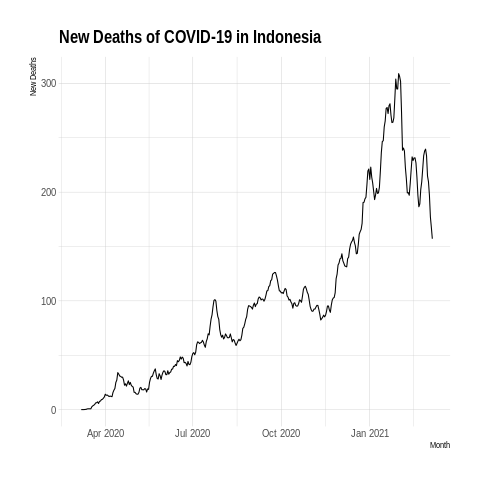 New Deaths of COVID-19 in Indonesia
New Deaths
300
200
100
0
Apr 2020 Jul 2020 Oct 2020 Jan 2021
Month